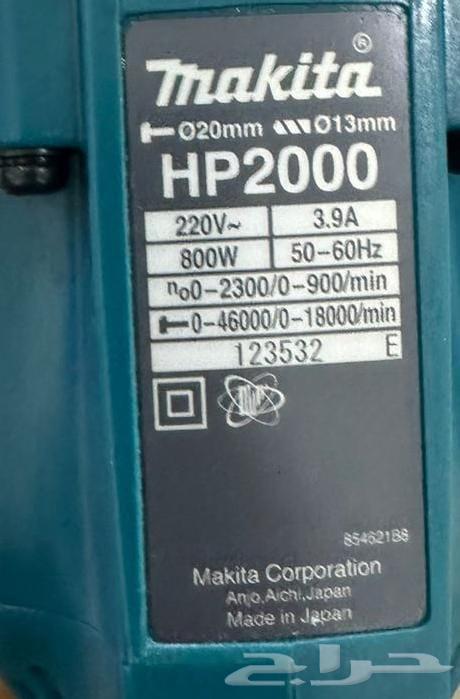 makita®
Ø20mm Ø13mm
HP2000
220V~ 3.9A
800W 50-60Hz
n₀0-2300/0-900/min
0-46000/0-18000/min
123532 E
854621B8
Makita Corporation
Anjo,Aichi,Japan
Made in Japan
حراج